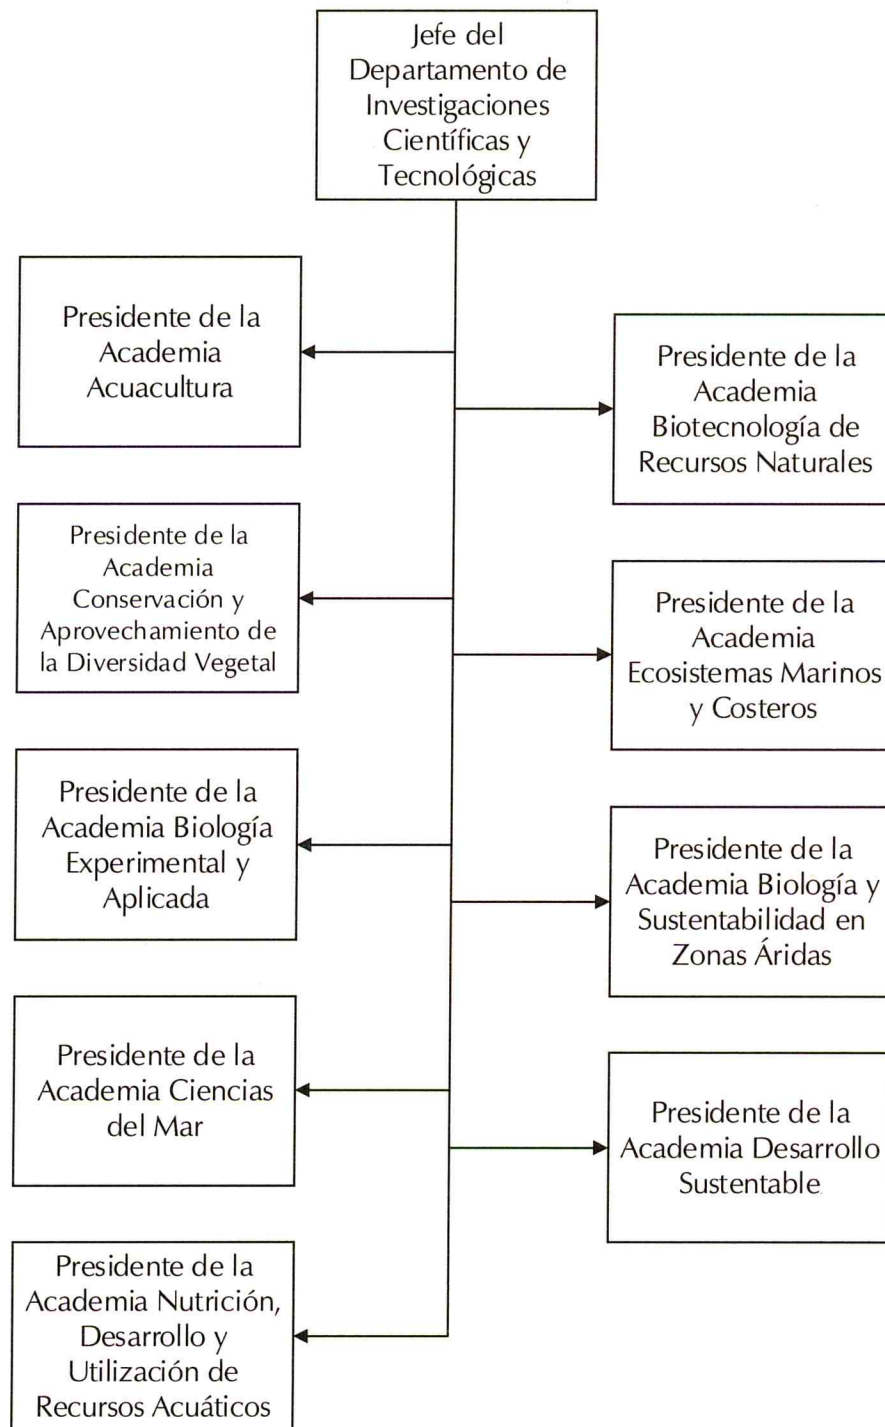 Jefe del
Departamento de
Investigaciones
Científicas y
Tecnológicas
Presidente de la
Academia
Acuacultura
Presidente de la
Academia
Biotecnología de
Recursos Naturales
Presidente de la
Academia
Conservación y
Aprovechamiento de
la Diversidad Vegetal
Presidente de la
Academia
Ecosistemas Marinos
y Costeros
Presidente de la
Academia Biología
Experimental y
Aplicada
Presidente de la
Academia Biología y
Sustentabilidad en
Zonas Áridas
Presidente de la
Academia Ciencias
del Mar
Presidente de la
Academia Desarrollo
Sustentable
Presidente de la
Academia Nutrición,
Desarrollo y
Utilización de
Recursos Acuáticos